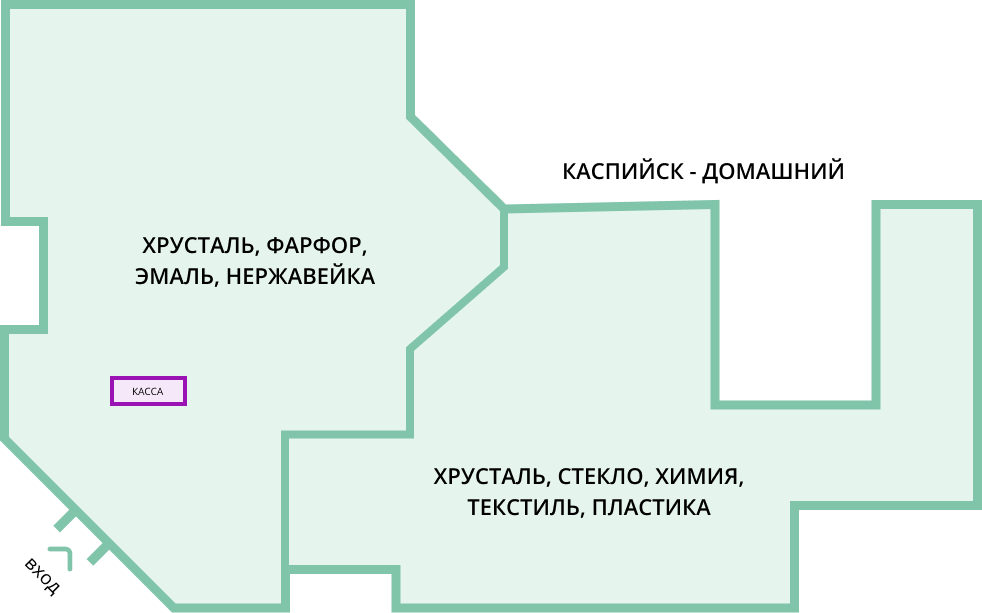 КАСПИЙСК - ДОМАШНИЙ
ХРУСТАЛЬ, ФАРФОР,
ЭМАЛЬ, НЕРЖАВЕЙКА
КАССА
ХРУСТАЛЬ, СТЕКЛО, ХИМИЯ,
ТЕКСТИЛЬ, ПЛАСТИКА
ВХОД